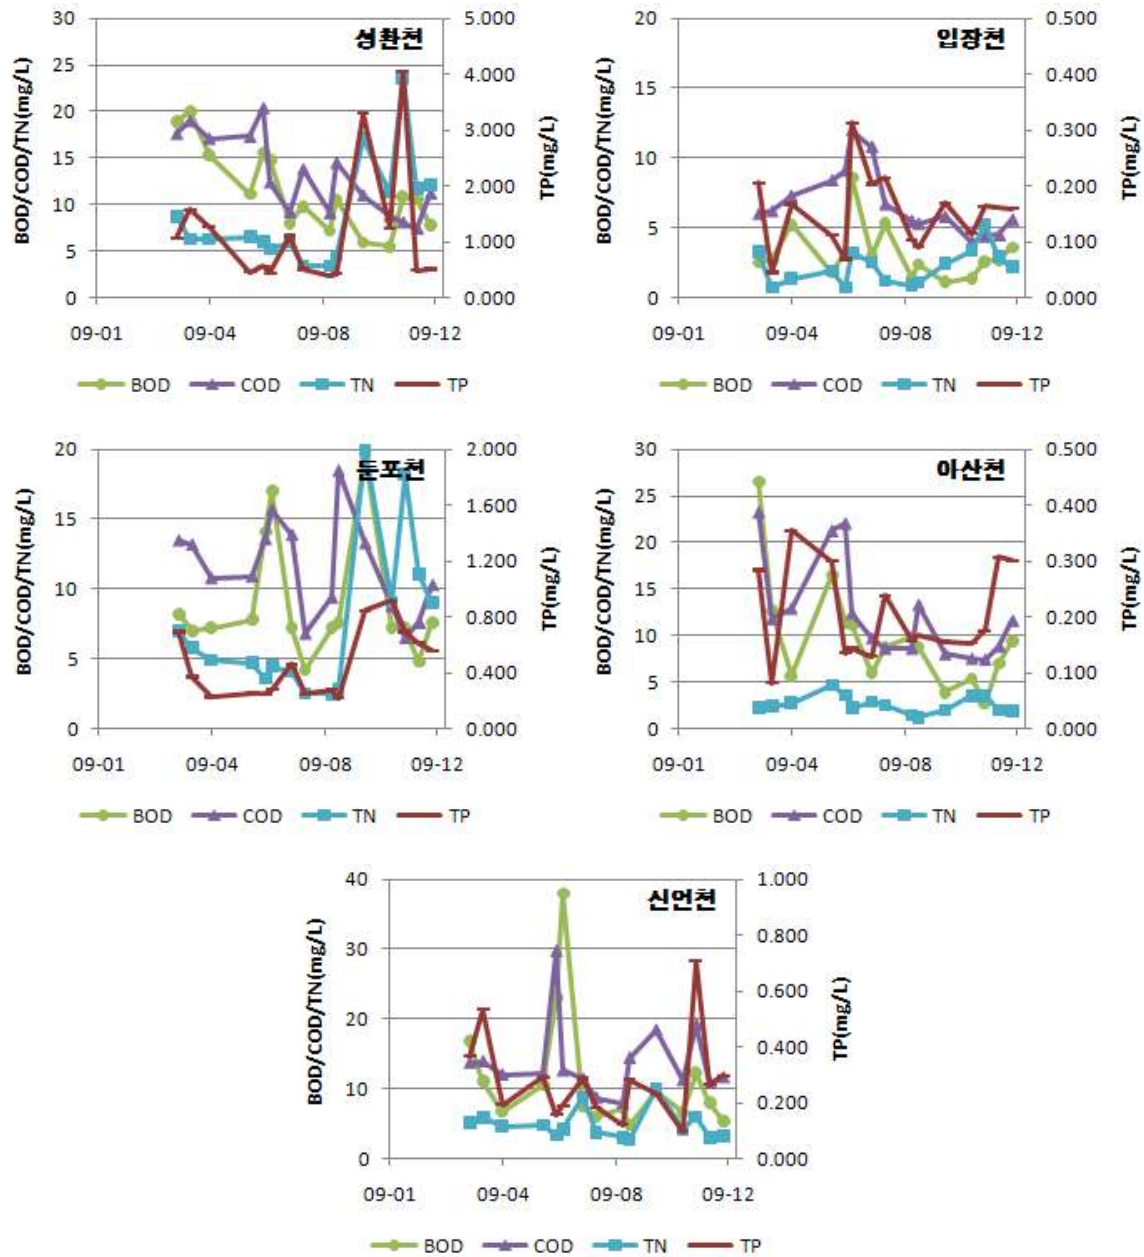 성환천
BOD/COD/TN(mg/L)
30
25
20
15
10
5
0
5.000
4.000
3.000
2.000
1.000
0.000
TP(mg/L)
09-01 09-04 09-08 09-12
BOD COD TN TP
입장천
BOD/COD/TN(mg/L)
20
15
10
5
0
0.500
0.400
0.300
0.200
0.100
0.000
TP(mg/L)
09-01 09-04 09-08 09-12
BOD COD TN TP
둔포천
BOD/COD/TN(mg/L)
20
15
10
5
0
2.000
1.600
1.200
0.800
0.400
0.000
TP(mg/L)
09-01 09-04 09-08 09-12
BOD COD TN TP
아산천
BOD/COD/TN(mg/L)
30
25
20
15
10
5
0
0.500
0.400
0.300
0.200
0.100
0.000
TP(mg/L)
09-01 09-04 09-08 09-12
BOD COD TN TP
신언천
BOD/COD/TN(mg/L)
40
30
20
10
0
1.000
0.800
0.600
0.400
0.200
0.000
TP(mg/L)
09-01 09-04 09-08 09-12
BOD COD TN TP